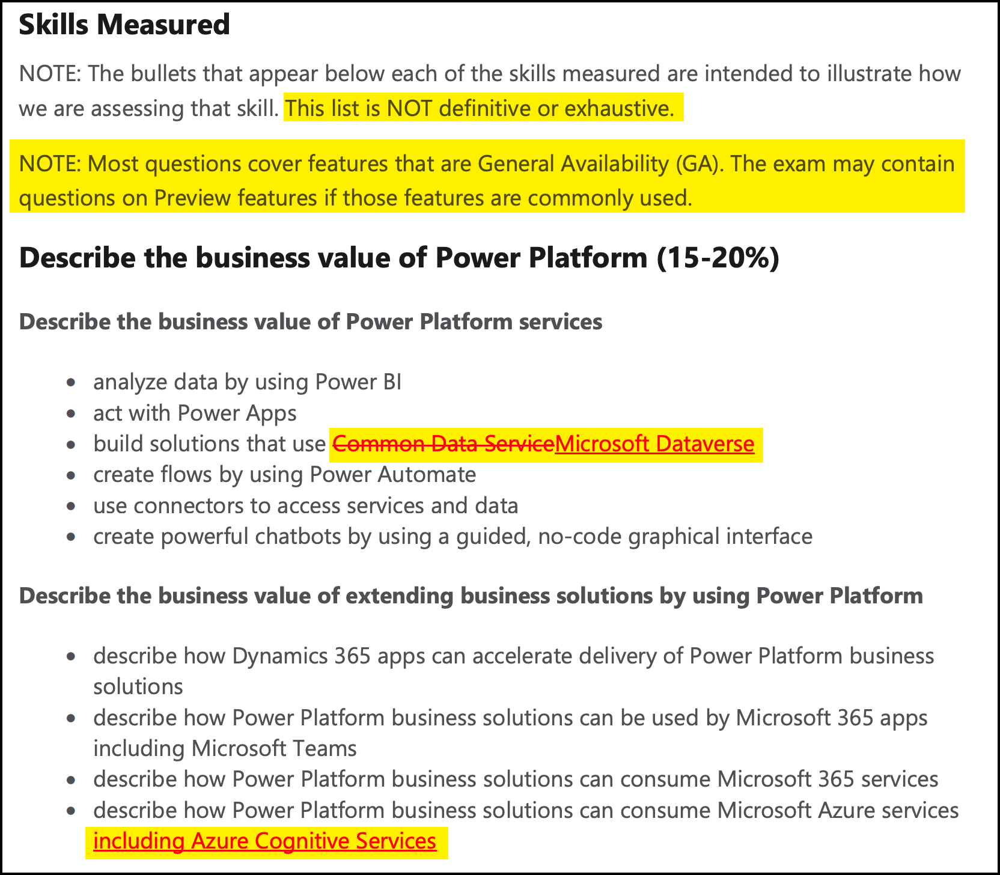 Skills Measured
NOTE: The bullets that appear below each of the skills measured are intended to illustrate how
we are assessing that skill. This list is NOT definitive or exhaustive.
NOTE: Most questions cover features that are General Availability (GA). The exam may contain
questions on Preview features if those features are commonly used.
Describe the business value of Power Platform (15-20%)
Describe the business value of Power Platform services
• analyze data by using Power BI
• act with Power Apps
• build solutions that use Common Data ServiceMicrosoft Dataverse
• create flows by using Power Automate
• use connectors to access services and data
• create powerful chatbots by using a guided, no-code graphical interface
Describe the business value of extending business solutions by using Power Platform
• describe how Dynamics 365 apps can accelerate delivery of Power Platform business
solutions
• describe how Power Platform business solutions can be used by Microsoft 365 apps
including Microsoft Teams
• describe how Power Platform business solutions can consume Microsoft 365 services
• describe how Power Platform business solutions can consume Microsoft Azure services
including Azure Cognitive Services